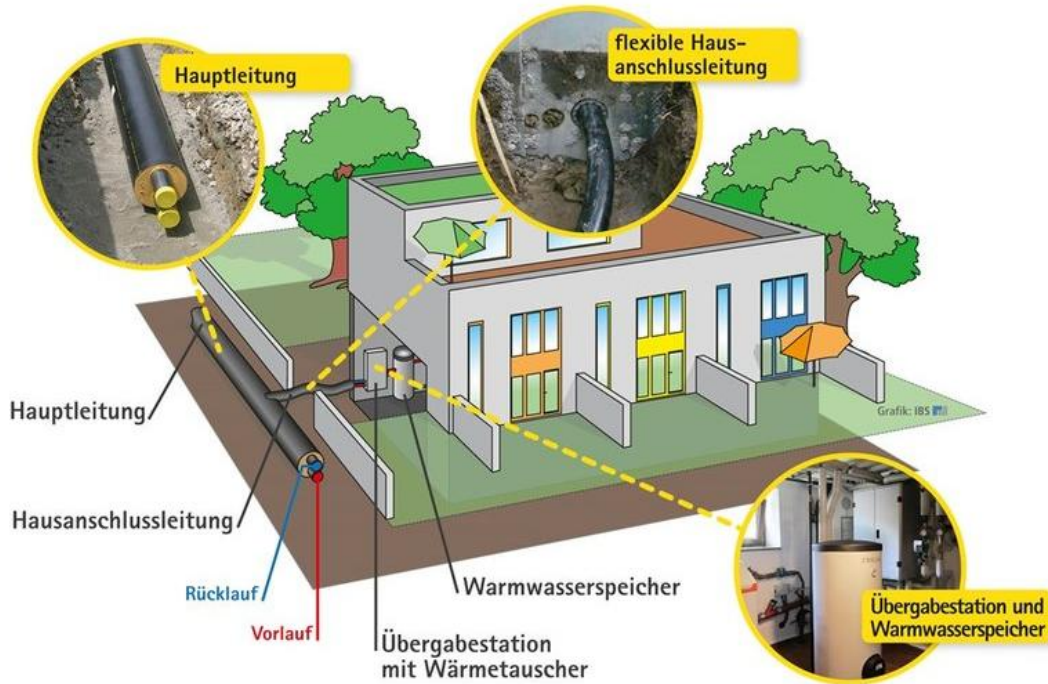 Hauptleitung
flexible Haus-
anschlussleitung
Hauptleitung
Hausanschlussleitung
Rücklauf
Vorlauf
Übergabestation
mit Wärmetauscher
Warmwasserspeicher
Grafik: IBS
Übergabestation und
Warmwasserspeicher